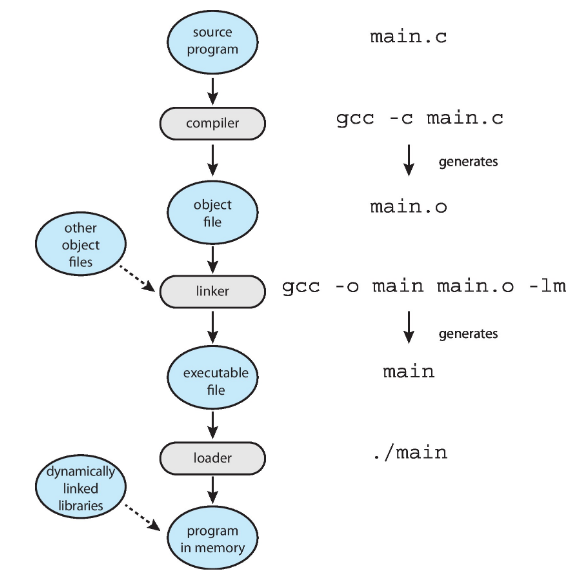 source
program
main.c
compiler
gcc -c main.c
generates
object
file
main.o
other
object
files
linker
gcc -o main main.o -lm
generates
executable
file
main
loader
./main
dynamically
linked
libraries
program
in memory